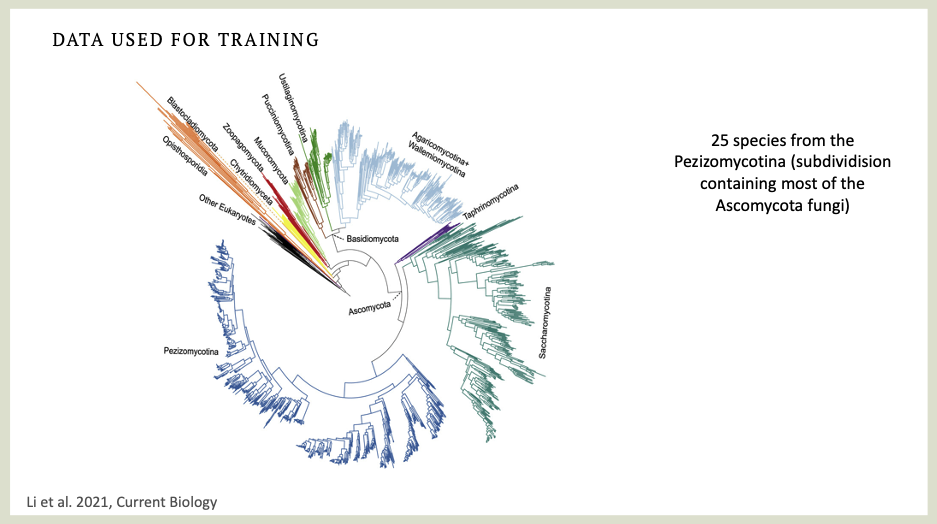 DATA USED FOR TRAINING
Ustilaginomycotina
Pucciniomycotina
Blastocladiomycota
Mucoromycota
Zoopagomycota
Chytridiomyceta
Opisthosporidia
Other Eukaryotes
Agaricomycotina+
Wallemiomycotina
Taphrinomycotina
Basidiomycota
Ascomycota
Saccharomycotina
Pezizomycotina
25 species from the
Pezizomycotina (subdividision
containing most of the
Ascomycota fungi)
Li et al. 2021, Current Biology